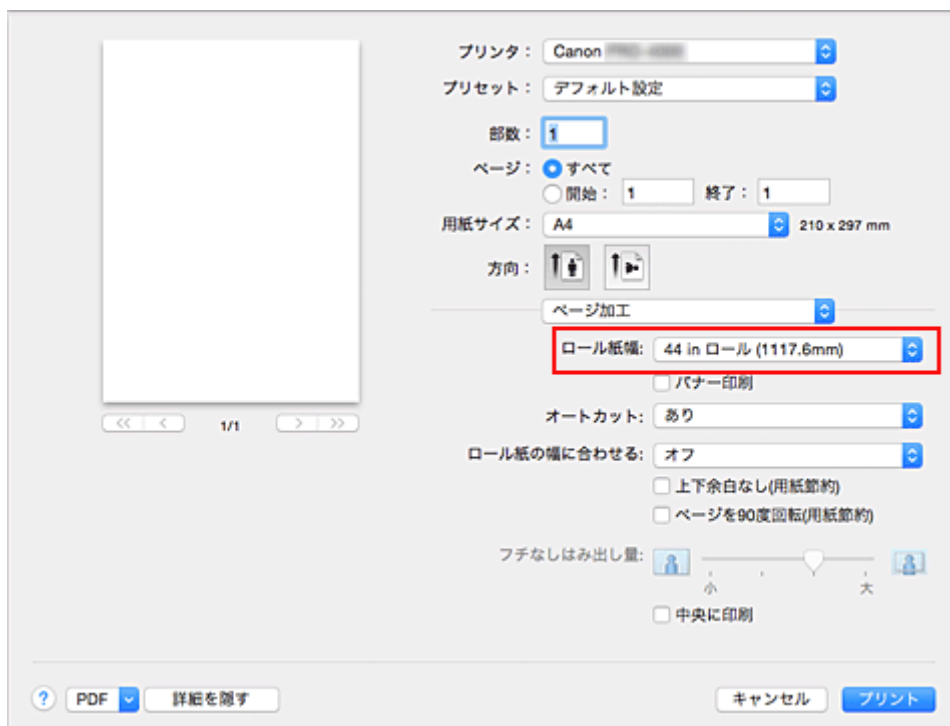 プリンタ： Canon
プリセット： デフォルト設定
部数： 1
ページ： すべて
開始： 1 終了： 1
用紙サイズ： A4 210 x 297 mm
方向：
ページ加工
ロール紙幅: 44 in ロール (1117.6mm)
バナー印刷
1/1
オートカット: あり
ロール紙の幅に合わせる: オフ
上下余白なし(用紙節約)
ページを90度回転(用紙節約)
フチなしはみ出し量:
小 大
中央に印刷
? PDF 詳細を隠す キャンセル プリント